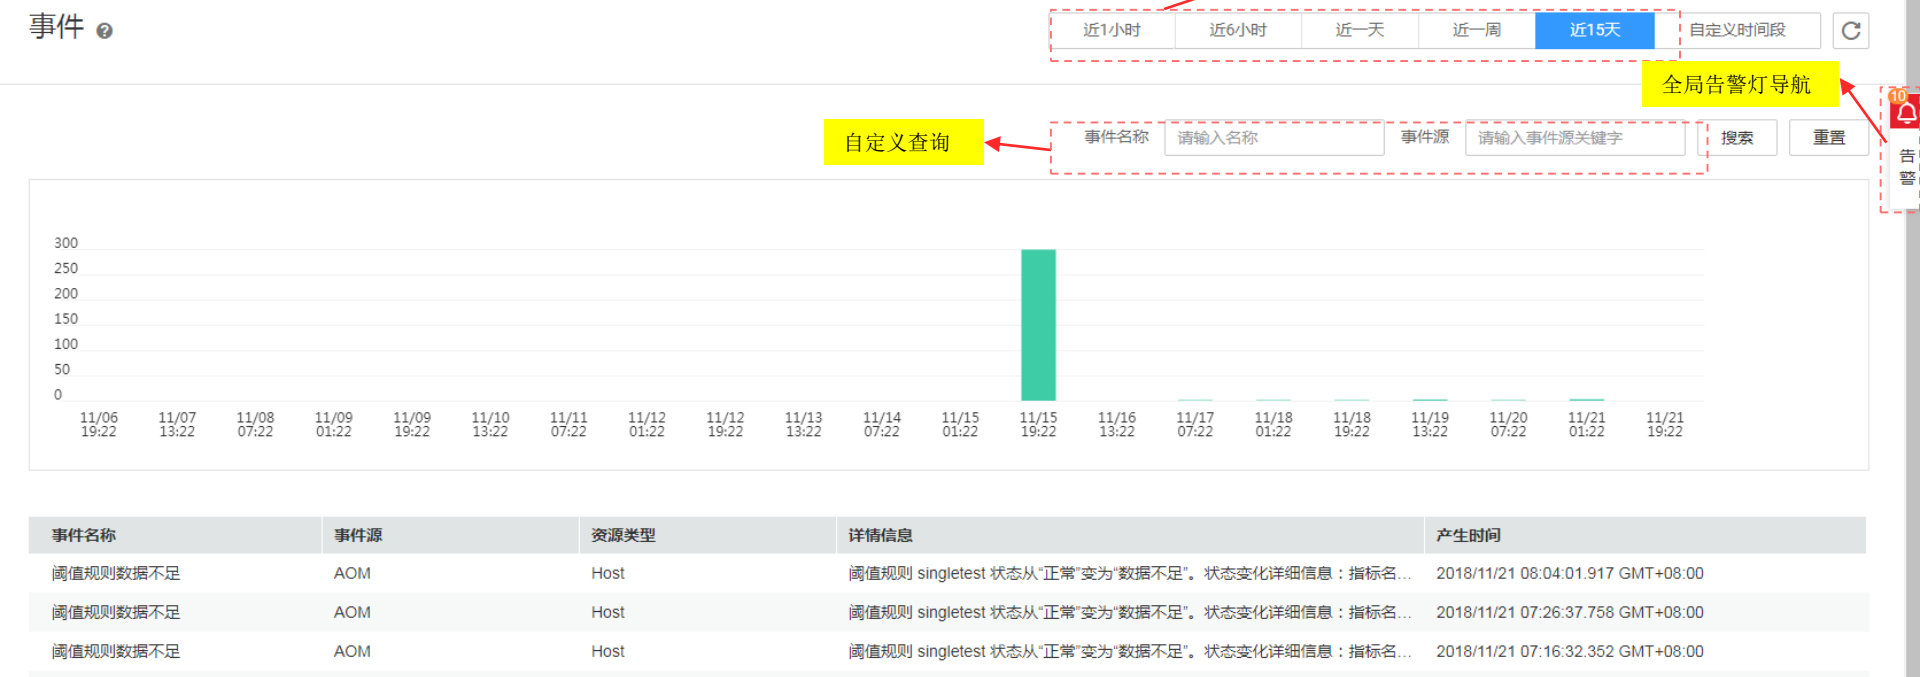 事件
近1小时 近6小时 近一天 近一周 近15天 自定义时间段
全局告警灯导航
10
告警
自定义查询
事件名称 请输入名称 事件源 请输入事件源关键字 搜索 重置
300
250
200
150
100
50
0
11/06 11/07 11/08 11/09 11/09 11/10 11/11 11/12 11/12 11/13 11/14 11/15 11/15 11/16 11/17 11/18 11/18 11/19 11/20 11/21 11/21
19:22 13:22 07:22 01:22 19:22 13:22 07:22 01:22 19:22 13:22 07:22 01:22 19:22 13:22 07:22 01:22 19:22 13:22 07:22 01:22 19:22
事件名称 事件源 资源类型 详情信息 产生时间
阈值规则数据不足 AOM Host 阈值规则 singletest 状态从“正常”变为“数据不足”。状态变化详细信息：指标名... 2018/11/21 08:04:01.917 GMT+08:00
阈值规则数据不足 AOM Host 阈值规则 singletest 状态从“正常”变为“数据不足”。状态变化详细信息：指标名... 2018/11/21 07:26:37.758 GMT+08:00
阈值规则数据不足 AOM Host 阈值规则 singletest 状态从“正常”变为“数据不足”。状态变化详细信息：指标名... 2018/11/21 07:16:32.352 GMT+08:00